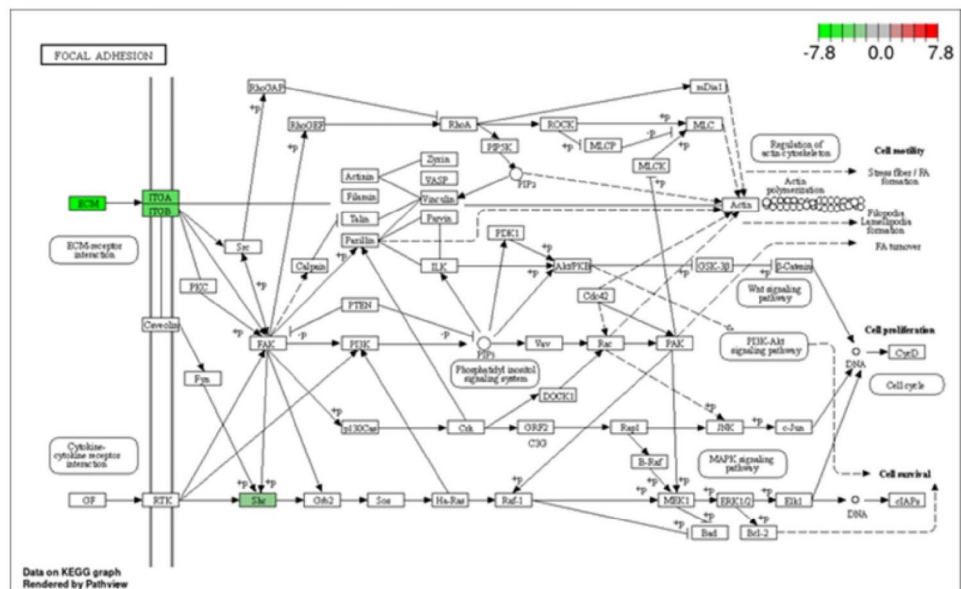 -7.8 0.0 7.8
FOCAL ADHESION
RhoGAP
mDia1
+p
RhoGEF
RhoA
ROCK
MLC
+p
-p
+p
MLCP
PIP5K
MLCK
Regulation of
actin cytoskeleton
Cell motility
Zyxin
Actinin
VASP
PIP2
Stress fiber / FA
formation
Actin
polymerization
ECM
ITGA
ITGB
Filamin
Vinculin
Actin
Talin
Parvin
Filopodia
Lamellipodia
formation
Paxillin
PDK1
FA turnover
ECM-receptor
interaction
Src
Calpain
ILK
Akt/PKB
GSK-3β
β-Catenin
PKC
Cdc42
Wnt signaling
pathway
PTEN
Caveolin
FAK
PI3K
PIP3
Vav
Rac
PAK
PI3K-Akt
signaling pathway
Cell proliferation
DNA
CycD
Phosphatidyl inositol
signaling system
Fyn
DOCK1
Cell cycle
p130Cas
Crk
GRF2
C3G
Rap1
JNK
c-Jun
Cytokine-
cytokine receptor
interaction
B-Raf
MAPK signaling
pathway
Cell survival
GF
RTK
Shc
Grb2
Sos
Ha-Ras
Raf-1
MEK1
ERK1/2
Elk1
DNA
cIAPs
Bad
Bcl-2
Data on KEGG graph
Rendered by Pathview